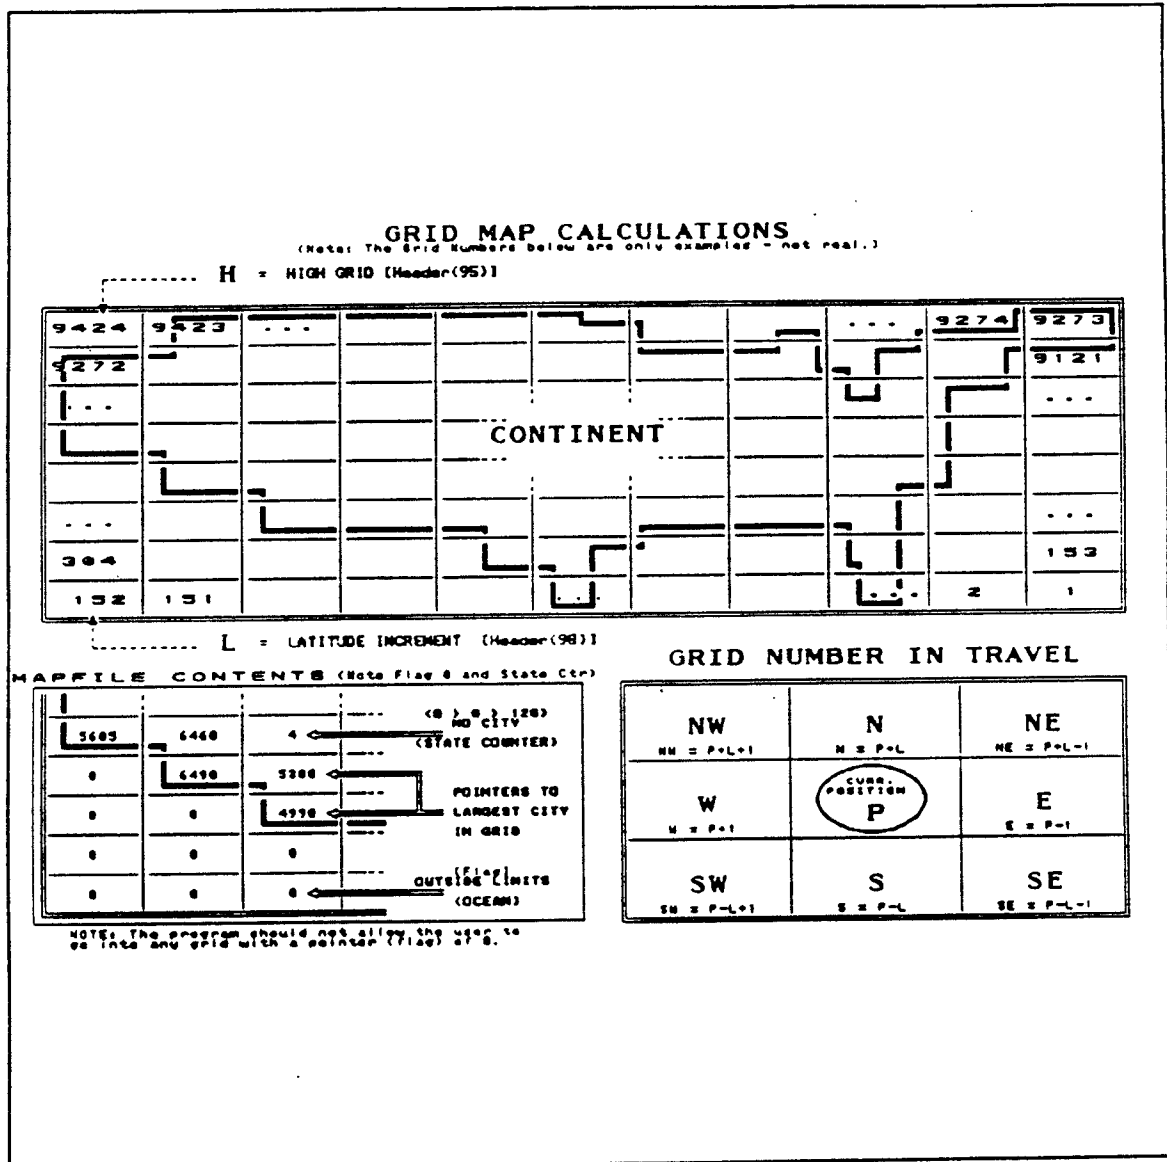 GRID MAP CALCULATIONS
(Note: The Grid Numbers below are only examples - not real.)
H = HIGH GRID [Header(95)]
9424 9423 ... ... 9274 9273
9272 9121
... ...
CONTINENT
... ...
304 153
152 151 ... ... 2 1
L = LATITUDE INCREMENT [Header(98)]
MAPFILE CONTENTS (Note Flag 0 and State Ctr)
5605 6460 4
NO CITY
(STATE COUNTER)
0 6490 5200
0 0 4990
POINTERS TO
LARGEST CITY
IN GRID
0 0 0
0 0 0
(Flag)
OUTSIDE LIMITS
(OCEAN)
NOTE: The program should not allow the user to
go into any grid with a pointer (flag) of 0.
GRID NUMBER IN TRAVEL
NW N NE
NW = P+L+1 N = P+L NE = P+L-1
W CURR. POSITION P E
W = P+1 E = P-1
SW S SE
SW = P-L+1 S = P-L SE = P-L-1